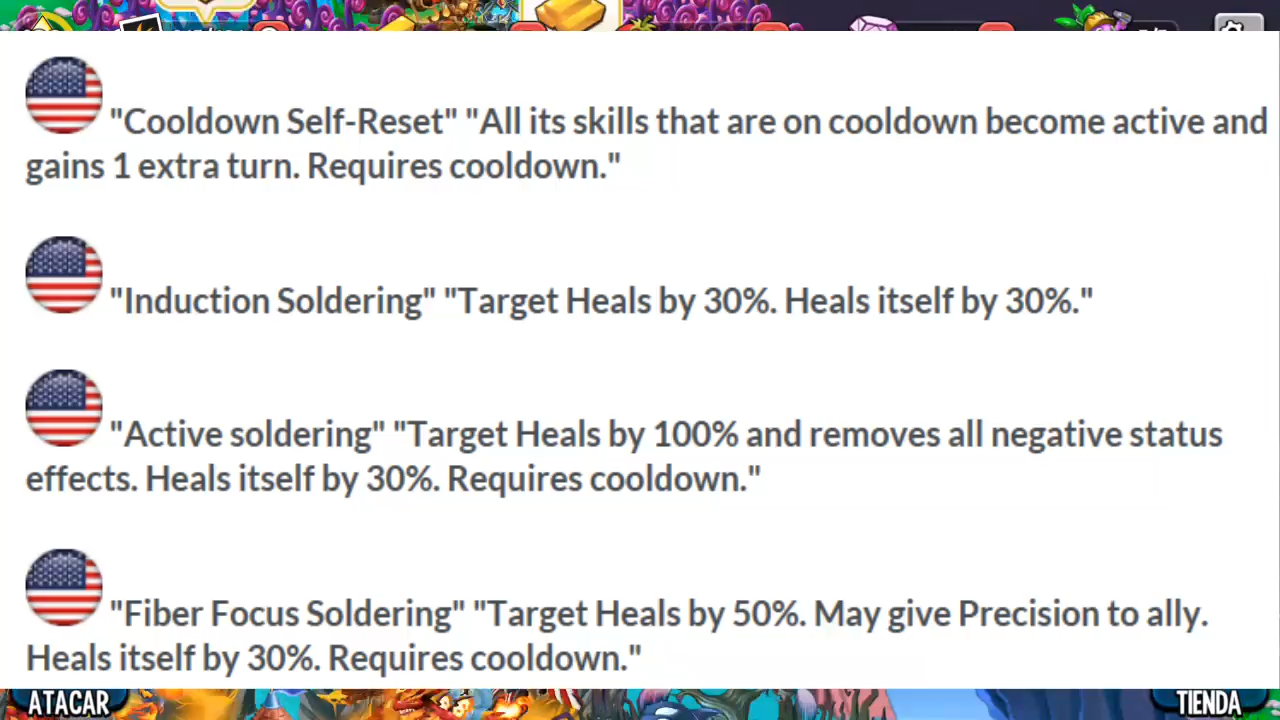 "Cooldown Self-Reset" "All its skills that are on cooldown become active and
gains 1 extra turn. Requires cooldown."
"Induction Soldering" "Target Heals by 30%. Heals itself by 30%."
"Active soldering" "Target Heals by 100% and removes all negative status
effects. Heals itself by 30%. Requires cooldown."
"Fiber Focus Soldering" "Target Heals by 50%. May give Precision to ally.
Heals itself by 30%. Requires cooldown."
ATACAR
TIENDA